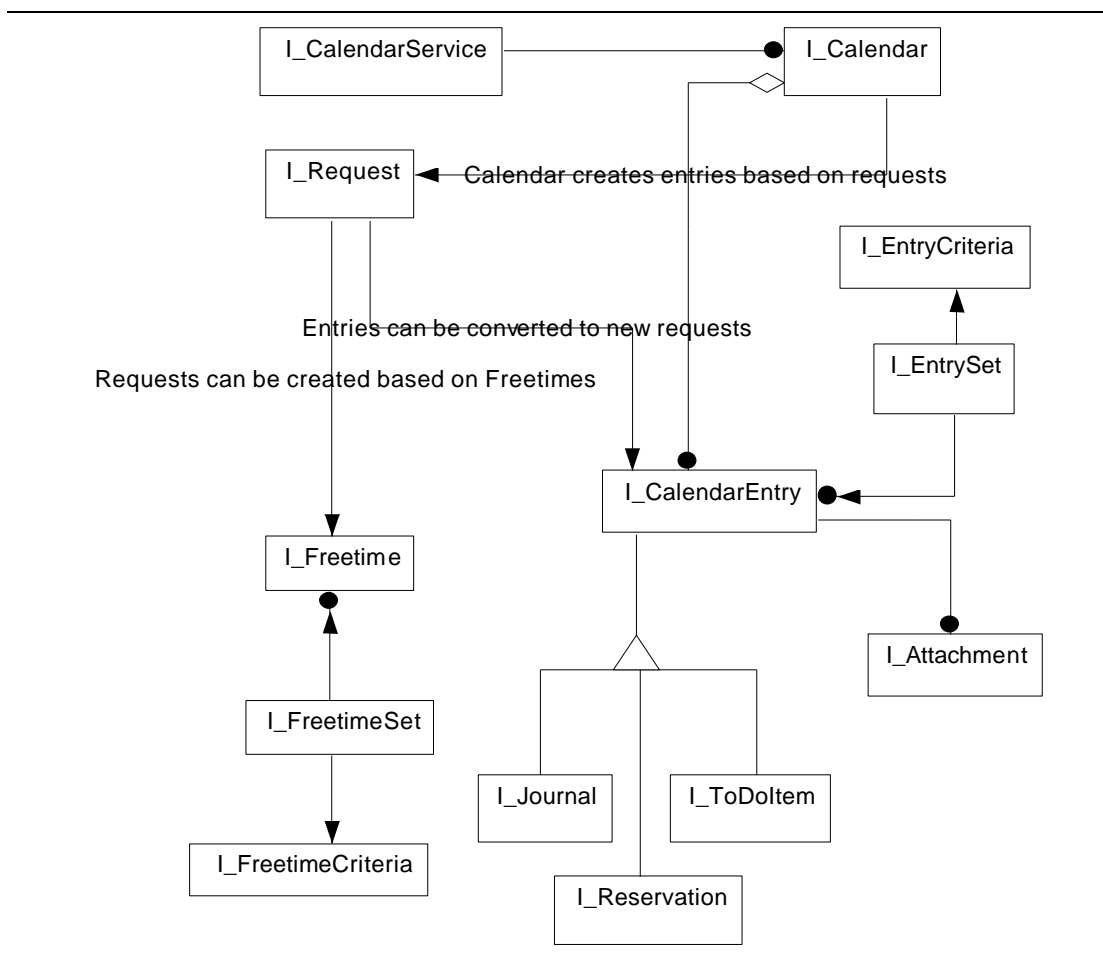 I_CalendarService
I_Calendar
I_Request
Calendar creates entries based on requests
I_EntryCriteria
Entries can be converted to new requests
I_EntrySet
Requests can be created based on Freetimes
I_CalendarEntry
I_Freetime
I_Attachment
I_FreetimeSet
I_Journal
I_ToDoItem
I_FreetimeCriteria
I_Reservation